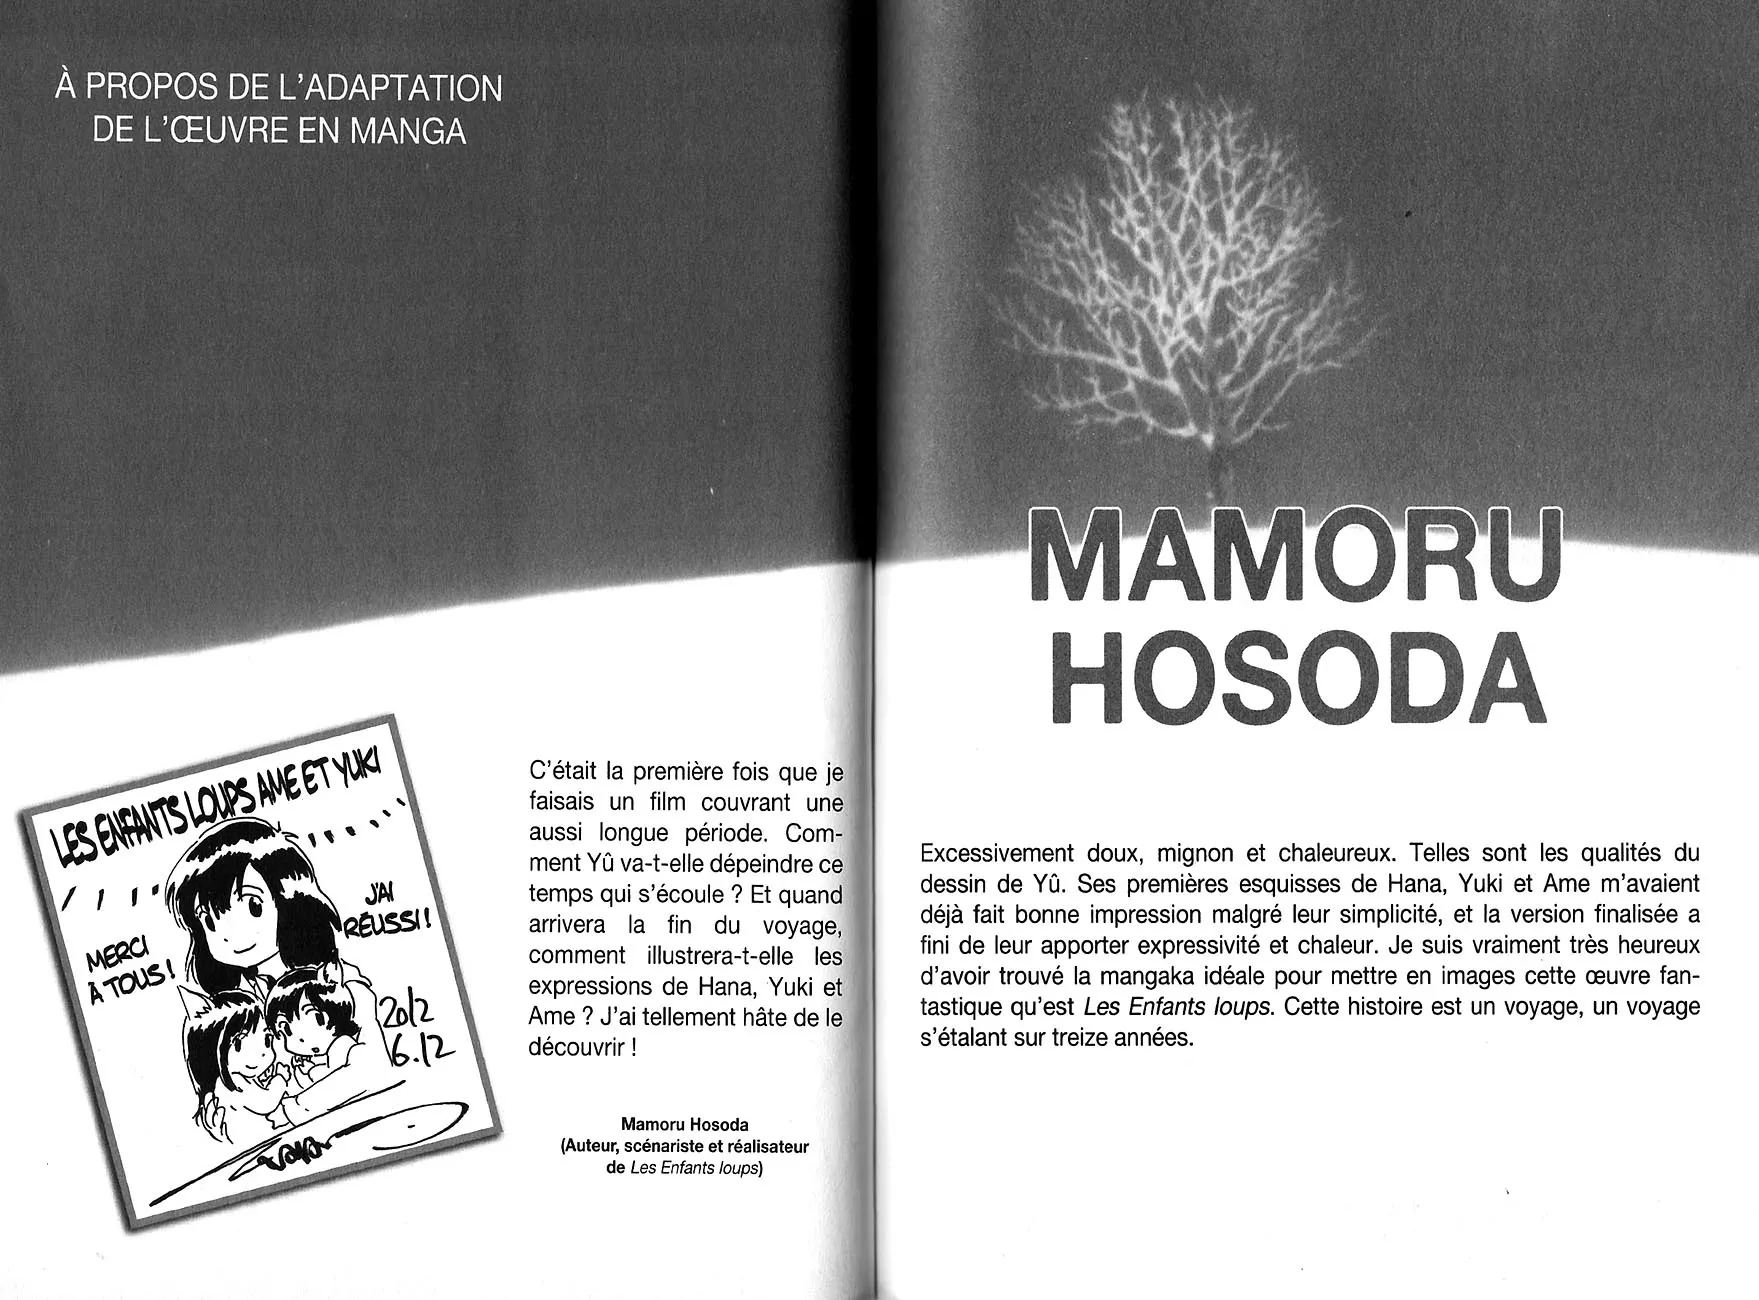 À PROPOS DE L'ADAPTATION
DE L'ŒUVRE EN MANGA
MAMORU
HOSODA
Excessivement doux, mignon et chaleureux. Telles sont les qualités du
dessin de Yû. Ses premières esquisses de Hana, Yuki et Ame m'avaient
déjà fait bonne impression malgré leur simplicité, et la version finalisée a
fini de leur apporter expressivité et chaleur. Je suis vraiment très heureux
d'avoir trouvé la mangaka idéale pour mettre en images cette œuvre fan-
tastique qu'est Les Enfants loups. Cette histoire est un voyage, un voyage
s'étalant sur treize années.
C'était la première fois que je
faisais un film couvrant une
aussi longue période. Com-
ment Yû va-t-elle dépeindre ce
temps qui s'écoule ? Et quand
arrivera la fin du voyage,
comment illustrera-t-elle les
expressions de Hana, Yuki et
Ame ? J'ai tellement hâte de le
découvrir !
Mamoru Hosoda
(Auteur, scénariste et réalisateur
de Les Enfants loups)
LES ENFANTS LOUPS AME ET YUKI
J'AI
RÉUSSI !
MERCI
À TOUS !
2012
6.12